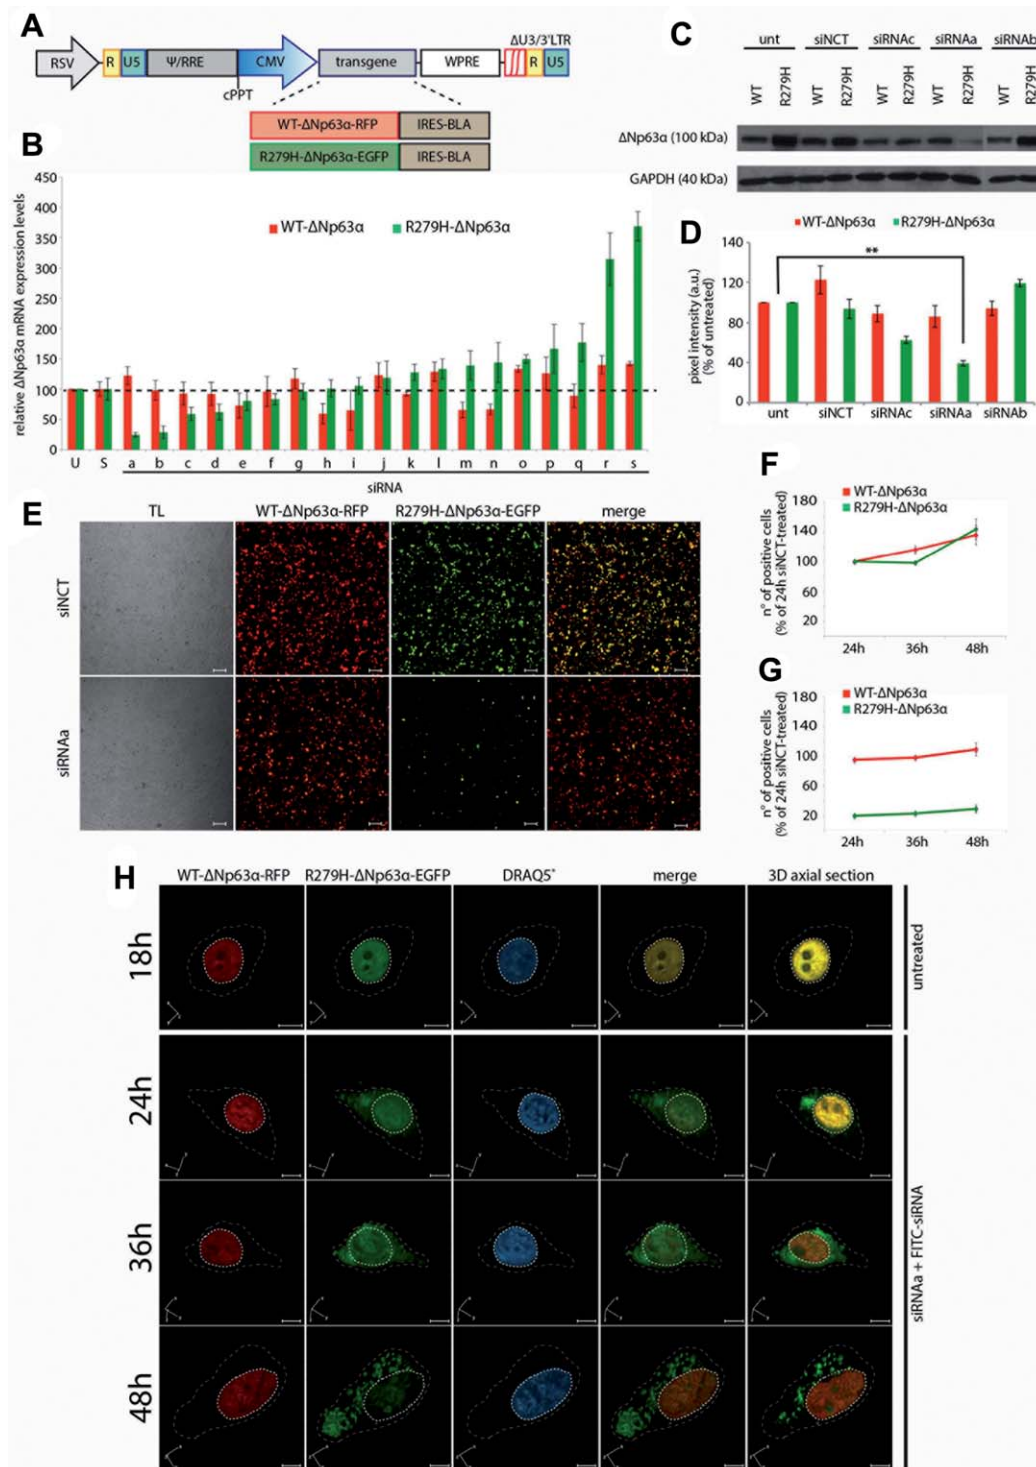 A
RSV R U5 Ψ/RRE CMV transgene WPRE ΔU3/3'LTR R U5
cPPT
WT-ΔNp63α-RFP IRES-BLA
R279H-ΔNp63α-EGFP IRES-BLA
B
relative ΔNp63α mRNA expression levels
WT-ΔNp63α R279H-ΔNp63α
450
400
350
300
250
200
150
100
50
0
U S a b c d e f g h i j k l m n o p q r s
siRNA
C
unt siNCT siRNAc siRNAa siRNAb
WT R279H WT R279H WT R279H WT R279H WT R279H
ΔNp63α (100 kDa)
GAPDH (40 kDa)
D
WT-ΔNp63α R279H-ΔNp63α
pixel intensity (a.u.)
(% of untreated)
140
120
80
40
0
**
unt siNCT siRNAc siRNAa siRNAb
E
TL WT-ΔNp63α-RFP R279H-ΔNp63α-EGFP merge
siNCT
siRNAa
F
WT-ΔNp63α
R279H-ΔNp63α
n° of positive cells
(% of 24h siNCT-treated)
180
140
100
60
20
24h 36h 48h
G
WT-ΔNp63α
R279H-ΔNp63α
n° of positive cells
(% of 24h siNCT-treated)
180
140
100
60
20
24h 36h 48h
H
WT-ΔNp63α-RFP R279H-ΔNp63α-EGFP DRAQ5* merge 3D axial section
18h
24h
36h
48h
untreated
siRNAa + FITC-siRNA